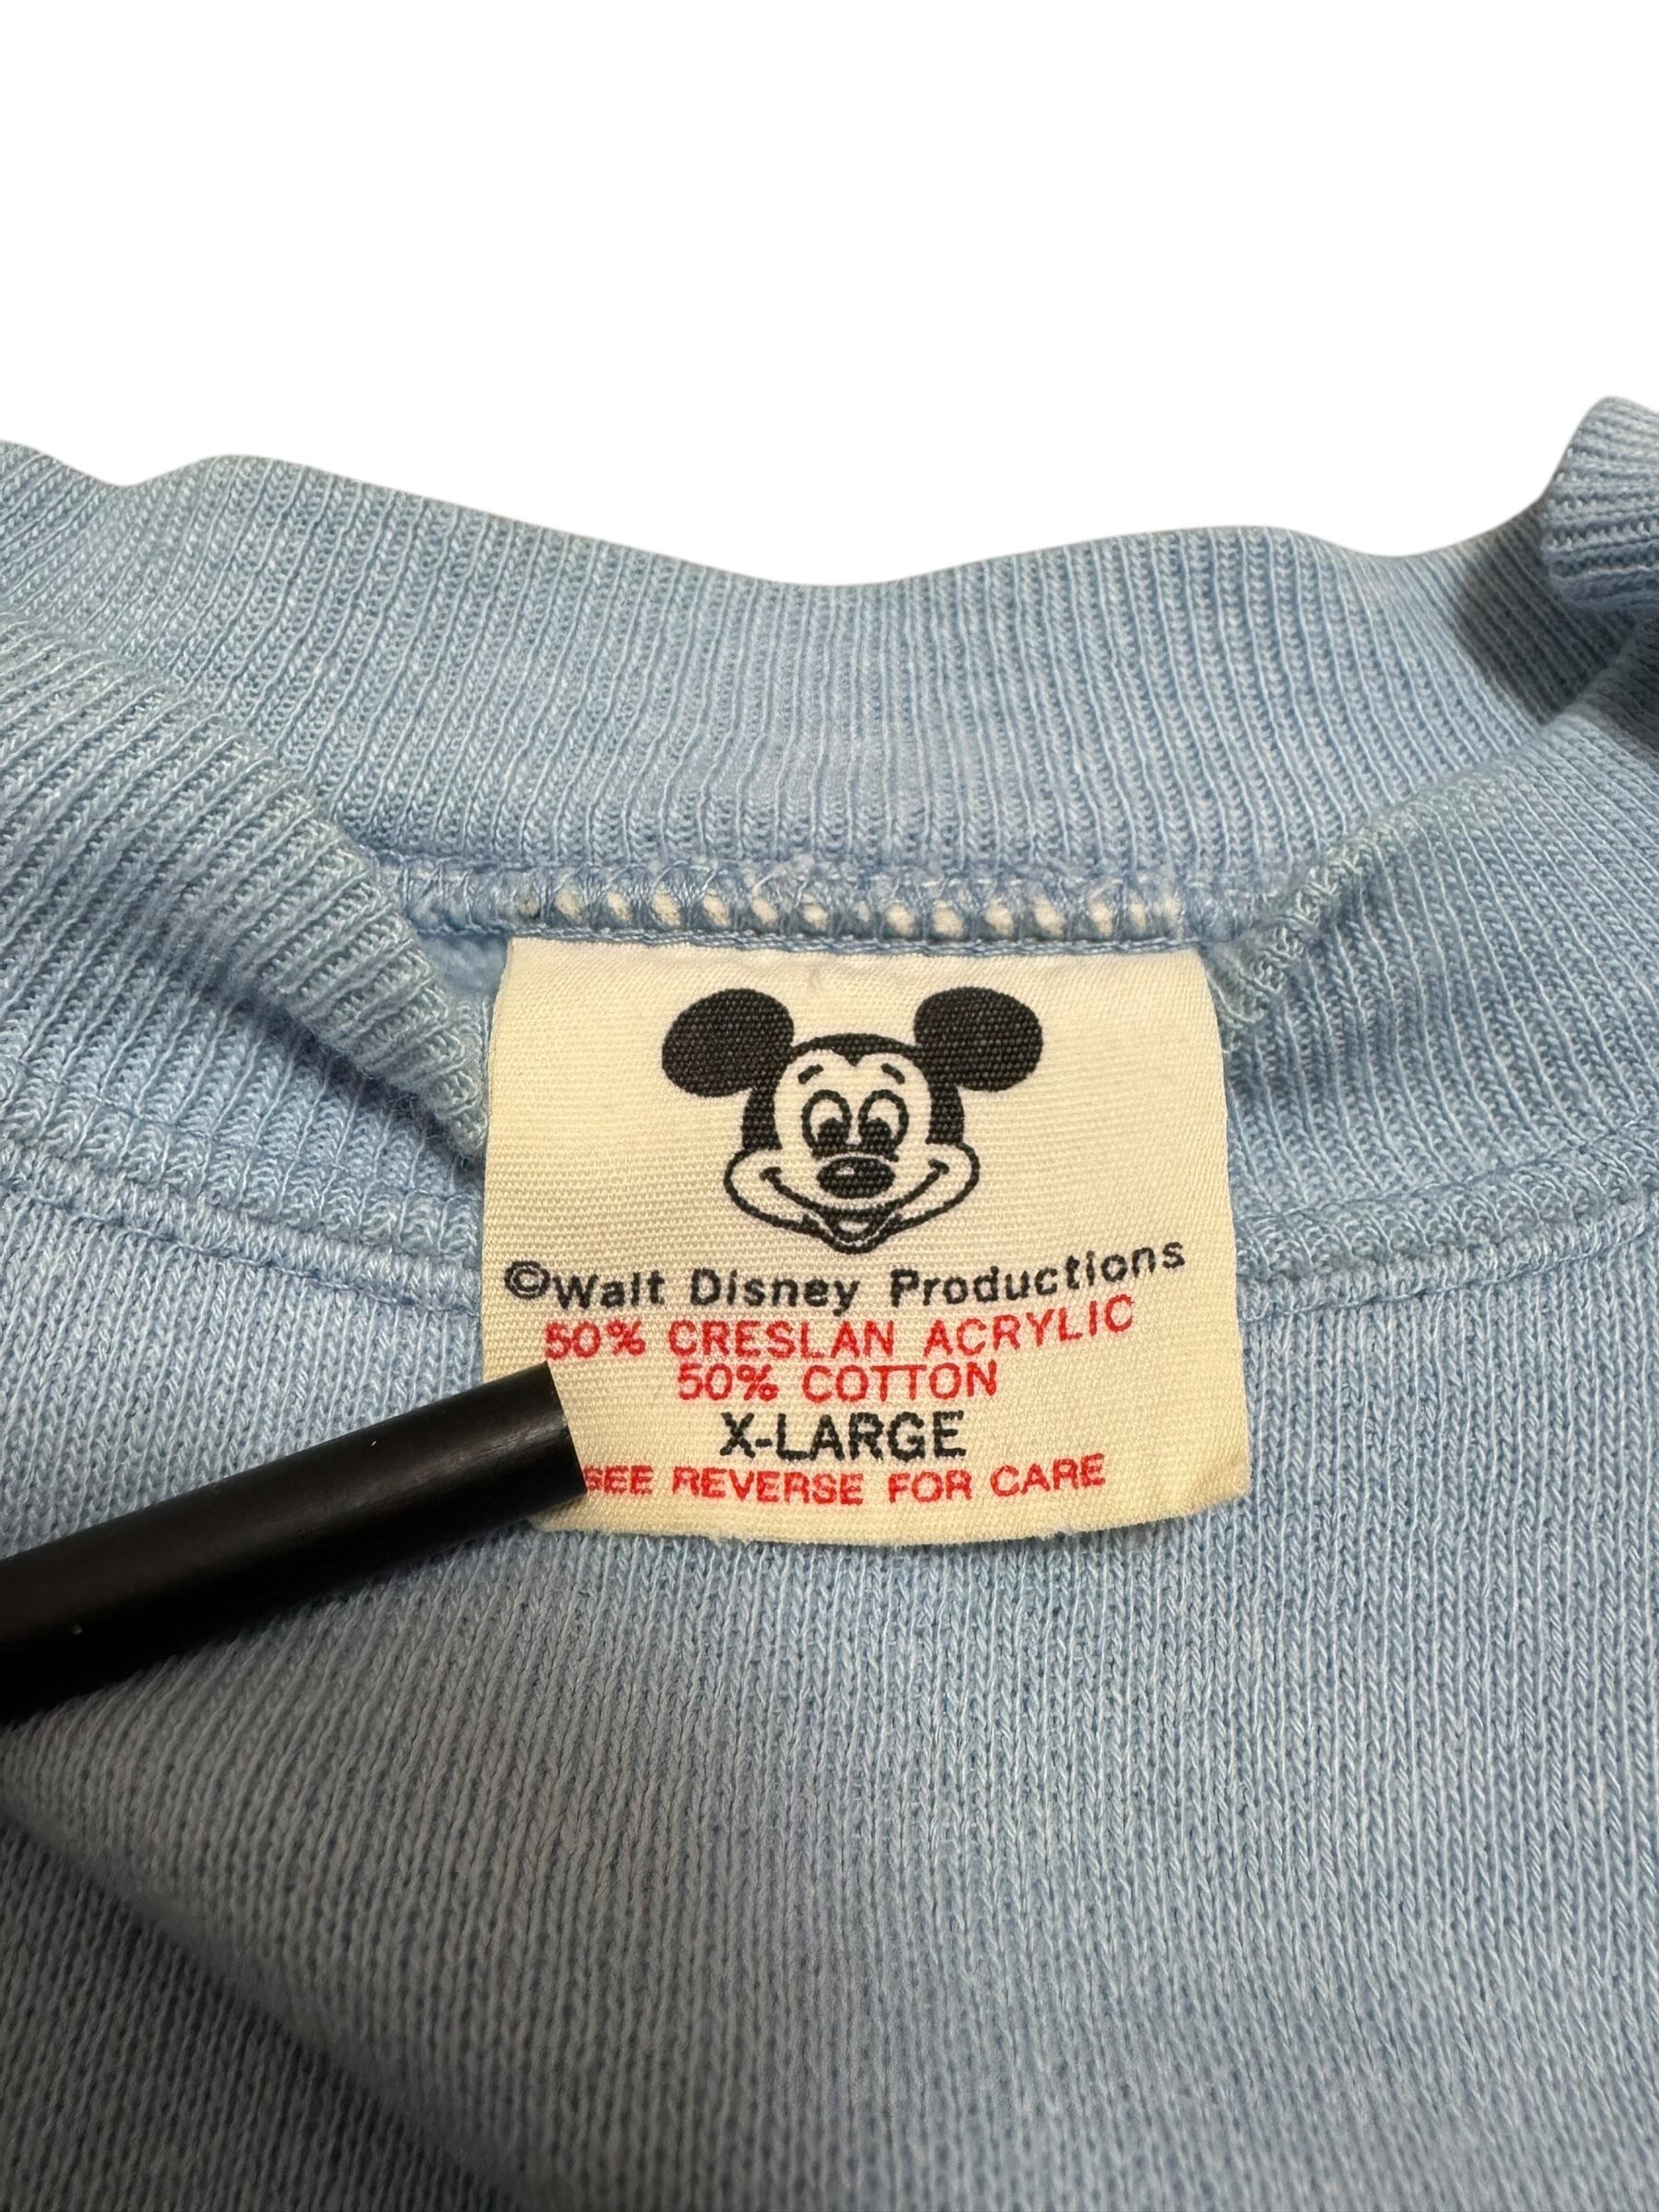 ©Walt Disney Productions
50% CRESLAN ACRYLIC
50% COTTON
X-LARGE
SEE REVERSE FOR CARE